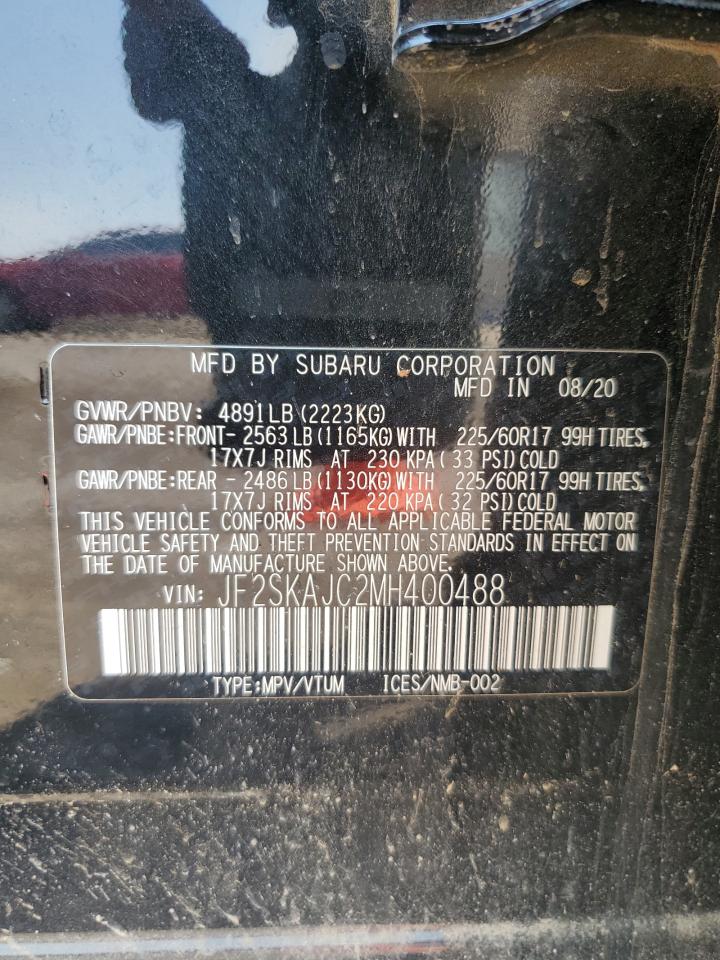 MFD BY SUBARU CORPORATION
MFD IN 08/20
GVWR/PNBV: 4891LB (2223KG)
GAWR/PNBE:FRONT- 2563 LB (1165KG) WITH 225/60R17 99H TIRES,
17X7J RIMS AT 230 KPA ( 33 PSI) COLD
GAWR/PNBE:REAR - 2486 LB (1130KG) WITH 225/60R17 99H TIRES,
17X7J RIMS AT 220 KPA ( 32 PSI) COLD
THIS VEHICLE CONFORMS TO ALL APPLICABLE FEDERAL MOTOR
VEHICLE SAFETY AND THEFT PREVENTION STANDARDS IN EFFECT ON
THE DATE OF MANUFACTURE SHOWN ABOVE.
VIN: JF2SKAJC2MH400488
TYPE:MPV/VTUM ICES/NMB-002